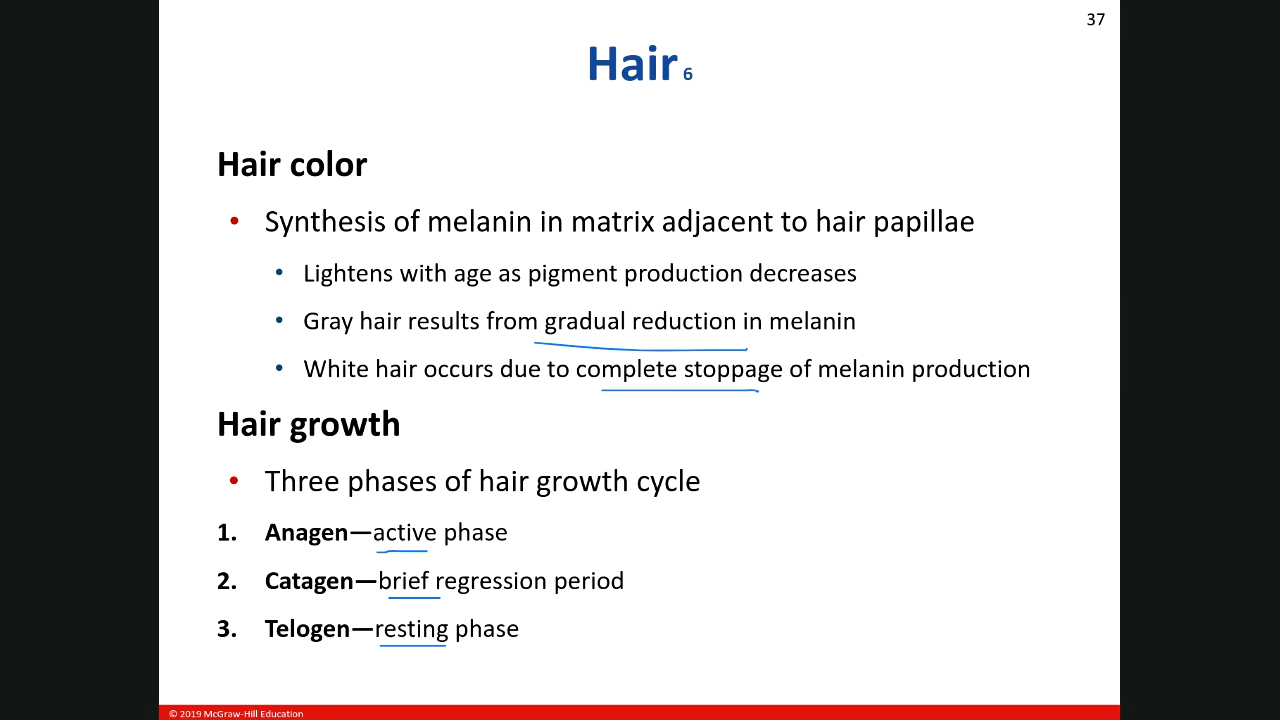 37
Hair 6
Hair color
• Synthesis of melanin in matrix adjacent to hair papillae
• Lightens with age as pigment production decreases
• Gray hair results from gradual reduction in melanin
• White hair occurs due to complete stoppage of melanin production
Hair growth
• Three phases of hair growth cycle
1. Anagen—active phase
2. Catagen—brief regression period
3. Telogen—resting phase
© 2019 McGraw-Hill Education